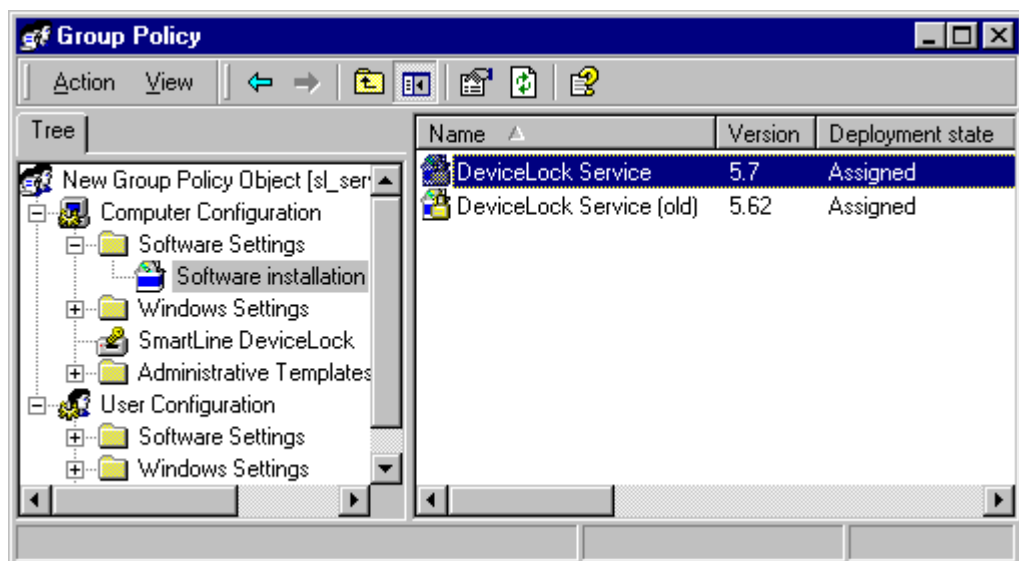 Group Policy
Action View
Tree
New Group Policy Object [sl_ser
Computer Configuration
Software Settings
Software installation
Windows Settings
SmartLine DeviceLock
Administrative Templates
User Configuration
Software Settings
Windows Settings
Name Version Deployment state
DeviceLock Service 5.7 Assigned
DeviceLock Service (old) 5.62 Assigned